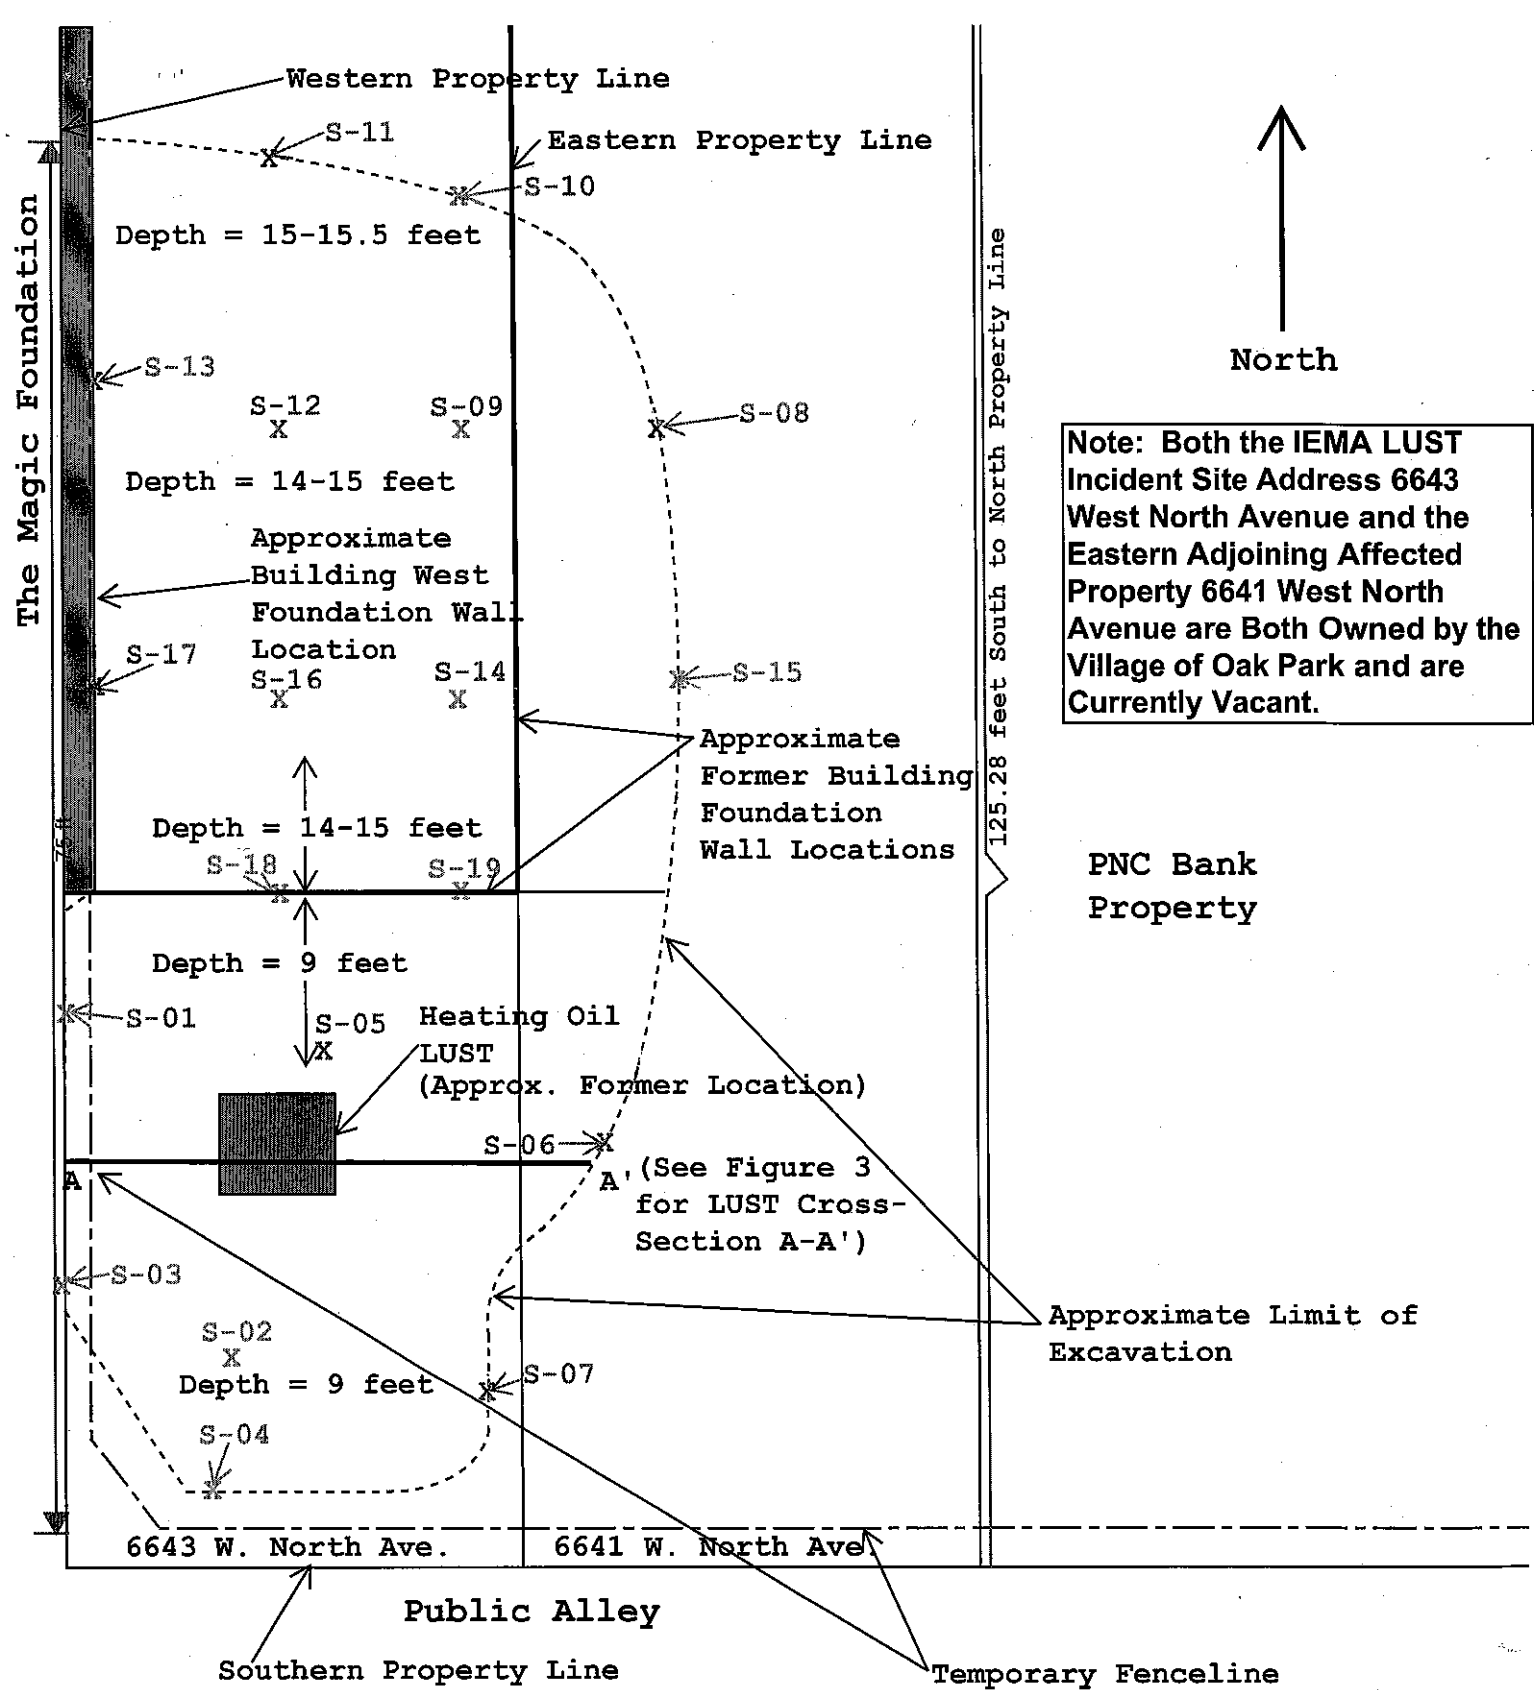 Western Property Line
S-11
Eastern Property Line
S-10
Depth = 15-15.5 feet
The Magic Foundation
125.28 feet South to North Property Line
North
S-13
S-12
S-09
S-08
Depth = 14-15 feet
Note: Both the IEMA LUST
Incident Site Address 6643
West North Avenue and the
Eastern Adjoining Affected
Property 6641 West North
Avenue are Both Owned by the
Village of Oak Park and are
Currently Vacant.
Approximate
Building West
Foundation Wall
Location
S-17
S-16
S-14
S-15
Approximate
Former Building
Foundation
Wall Locations
75 ft
Depth = 14-15 feet
S-18
S-19
PNC Bank
Property
Depth = 9 feet
S-01
S-05
Heating Oil
LUST
(Approx. Former Location)
S-06
A
A'
(See Figure 3
for LUST Cross-
Section A-A')
S-03
Approximate Limit of
Excavation
S-02
Depth = 9 feet
S-07
S-04
6643 W. North Ave.
6641 W. North Ave.
Public Alley
Southern Property Line
Temporary Fenceline